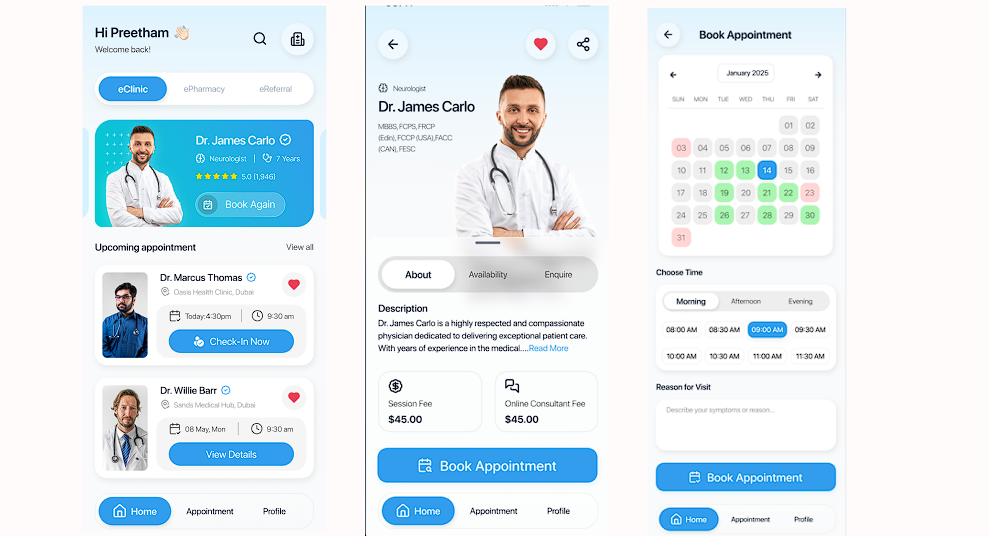 Hi Preetham 👋🏻
Welcome back!
eClinic ePharmacy eReferral
Dr. James Carlo
Neurologist | 7 Years
5.0 (1,946)
Book Again
Upcoming appointment View all
Dr. Marcus Thomas
Oasis Health Clinic, Dubai
Today:4:30pm | 9:30 am
Check-In Now
Dr. Willie Barr
Sands Medical Hub, Dubai
08 May, Mon | 9:30 am
View Details
Home Appointment Profile
Neurologist
Dr. James Carlo
MBBS, FCPS, FRCP
(Edin), FCCP (USA),FACC
(CAN), FESC
About Availability Enquire
Description
Dr. James Carlo is a highly respected and compassionate
physician dedicated to delivering exceptional patient care.
With years of experience in the medical....Read More
Session Fee
$45.00
Online Consultant Fee
$45.00
Book Appointment
Home Appointment Profile
Book Appointment
January 2025
SUN MON TUE WED THU FRI SAT
01 02
03 04 05 06 07 08 09
10 11 12 13 14 15 16
17 18 19 20 21 22 23
24 25 26 27 28 29 30
31
Choose Time
Morning Afternoon Evening
08:00 AM 08:30 AM 09:00 AM 09:30 AM
10:00 AM 10:30 AM 11:00 AM 11:30 AM
Reason for Visit
Describe your symptoms or reason...
Book Appointment
Home Appointment Profile